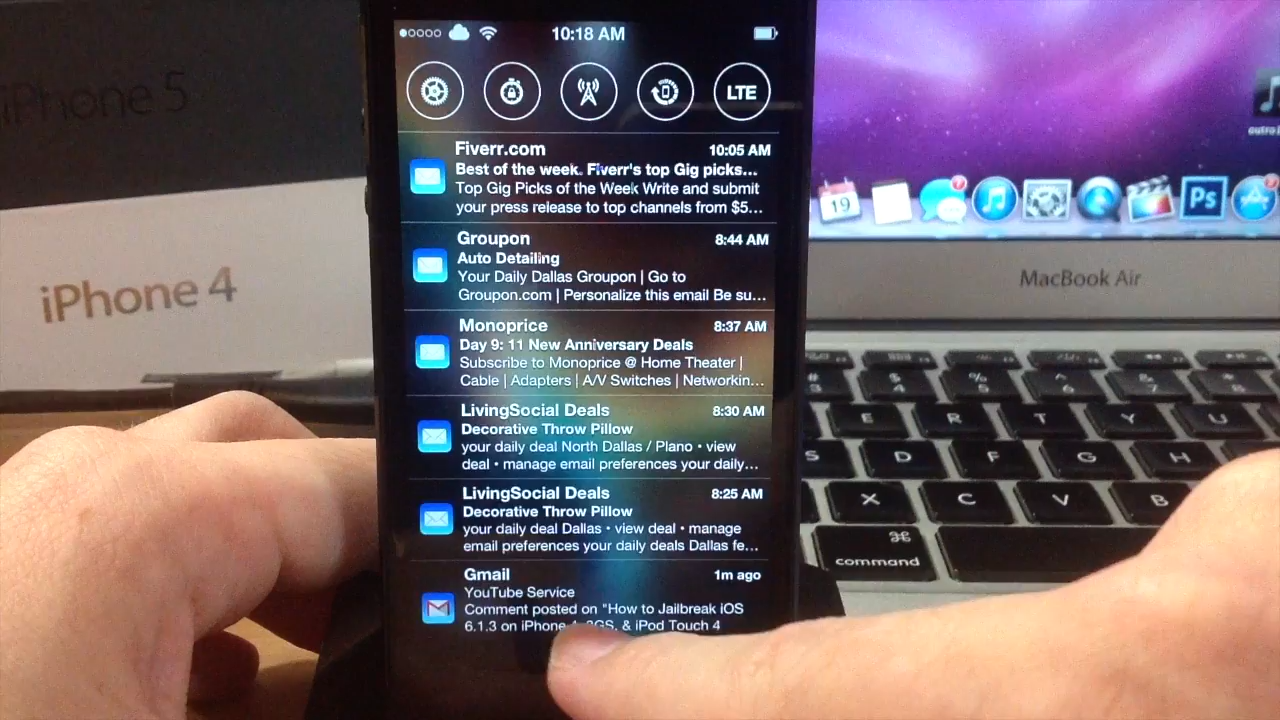 iPhone 5
iPhone 4
10:18 AM
LTE
Fiverr.com 10:05 AM
Best of the week. Fiverr's top Gig picks...
Top Gig Picks of the Week Write and submit
your press release to top channels from $5...
Groupon 8:44 AM
Auto Detailing
Your Daily Dallas Groupon | Go to
Groupon.com | Personalize this email Be su...
Monoprice 8:37 AM
Day 9: 11 New Anniversary Deals
Subscribe to Monoprice @ Home Theater |
Cable | Adapters | A/V Switches | Networkin...
LivingSocial Deals 8:30 AM
Decorative Throw Pillow
your daily deal North Dallas / Plano • view
deal • manage email preferences your daily...
LivingSocial Deals 8:25 AM
Decorative Throw Pillow
your daily deal Dallas • view deal • manage
email preferences your daily deals Dallas fe...
Gmail 1m ago
YouTube Service
Comment posted on "How to Jailbreak iOS
6.1.3 on iPhone 4, 3GS, & iPod Touch 4
19
Ps
MacBook Air
# $ % ^ & *
3 4 5 6 7 8
E R T Y U
S D F G H
X C V B
⌘
command